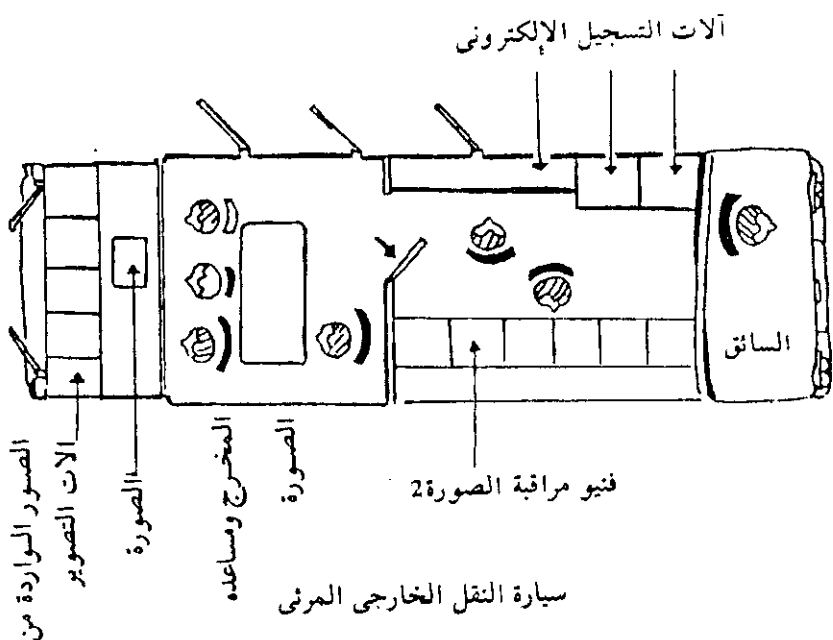 آلات التسجيل الإلكترونى
السائق
فنيو مراقبة الصورة2
الصورة
المخرج ومساعده
الصورة
الات التصوير
الصور الواردة من
سيارة النقل الخارجى المرئى